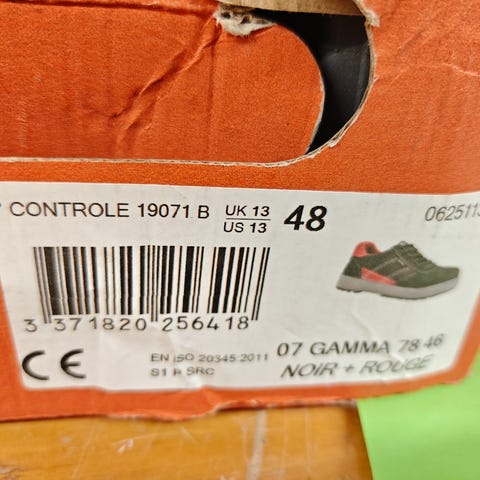 ° CONTROLE 19071 B UK 13 US 13 48 0625113
3 371820 256418
CE
EN ISO 20345:2011
S1 P SRC
07 GAMMA 78 46
NOIR + ROUGE